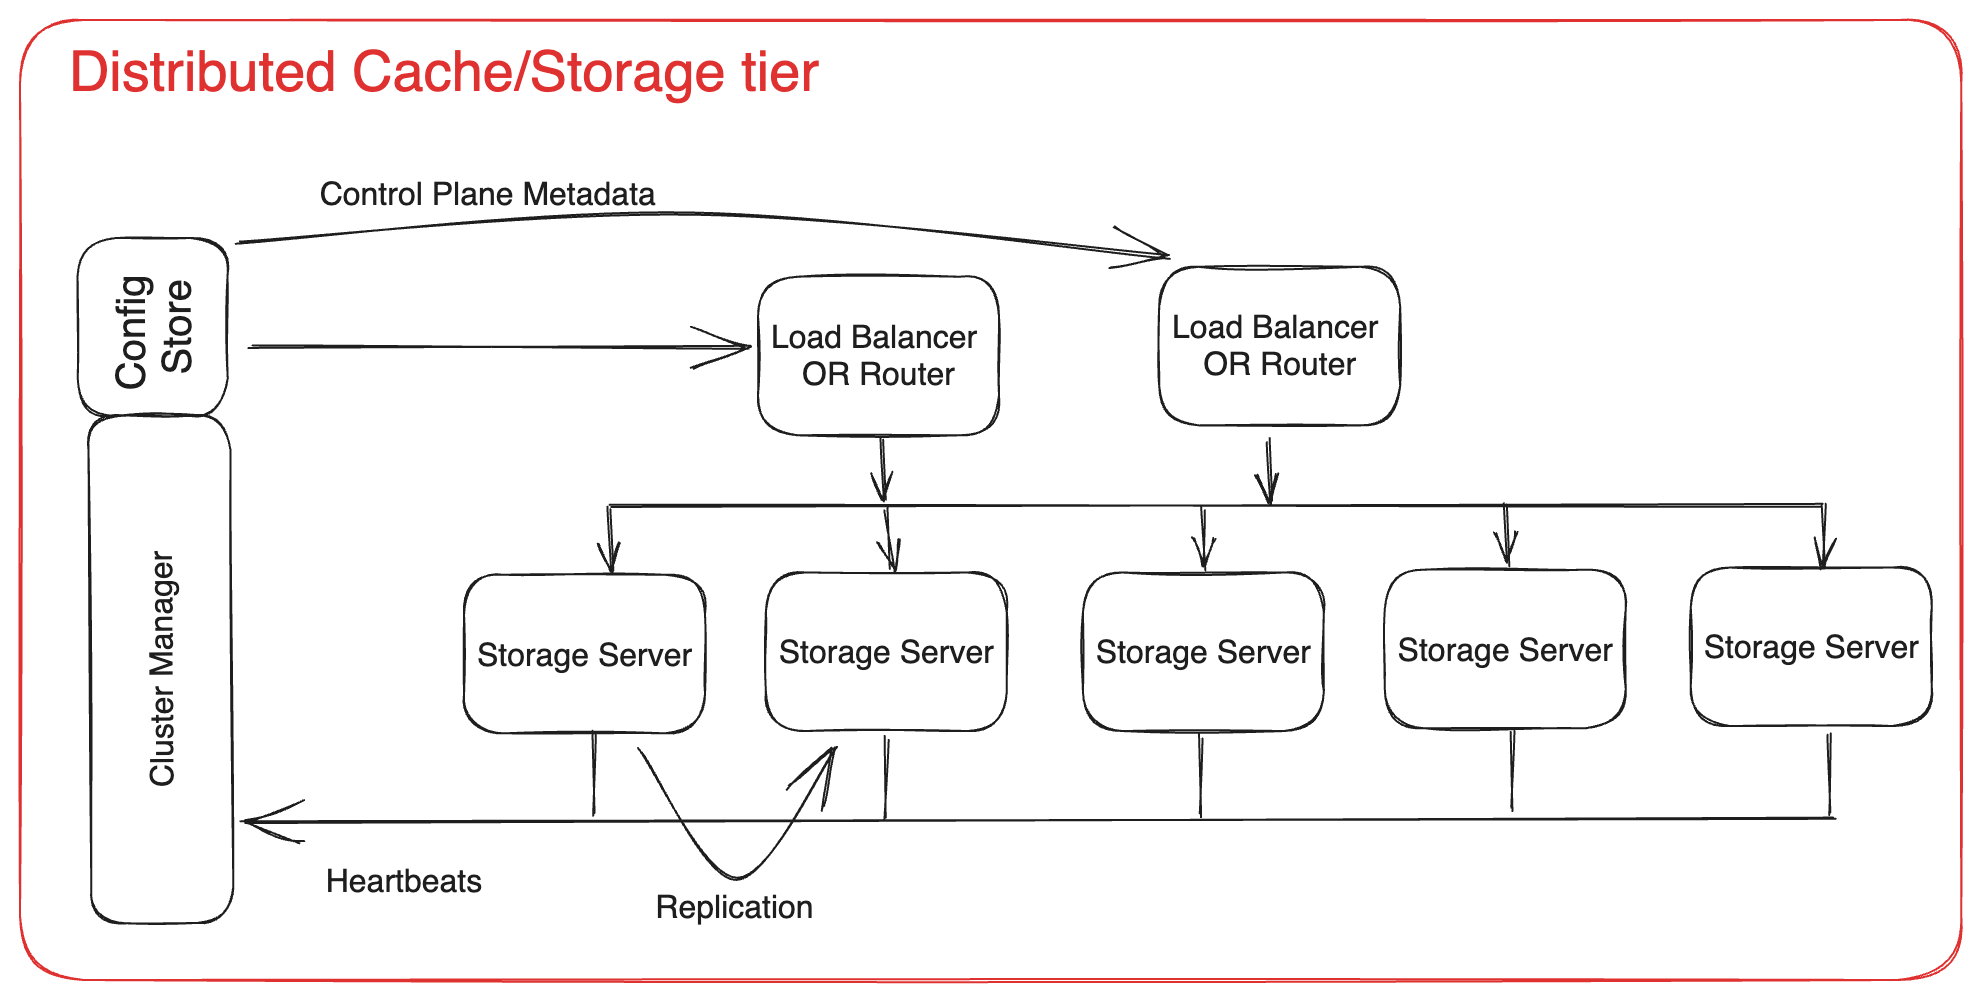 Distributed Cache/Storage tier
Control Plane Metadata
Config
Store
Load Balancer
OR Router
Load Balancer
OR Router
Cluster Manager
Storage Server
Storage Server
Storage Server
Storage Server
Storage Server
Heartbeats
Replication